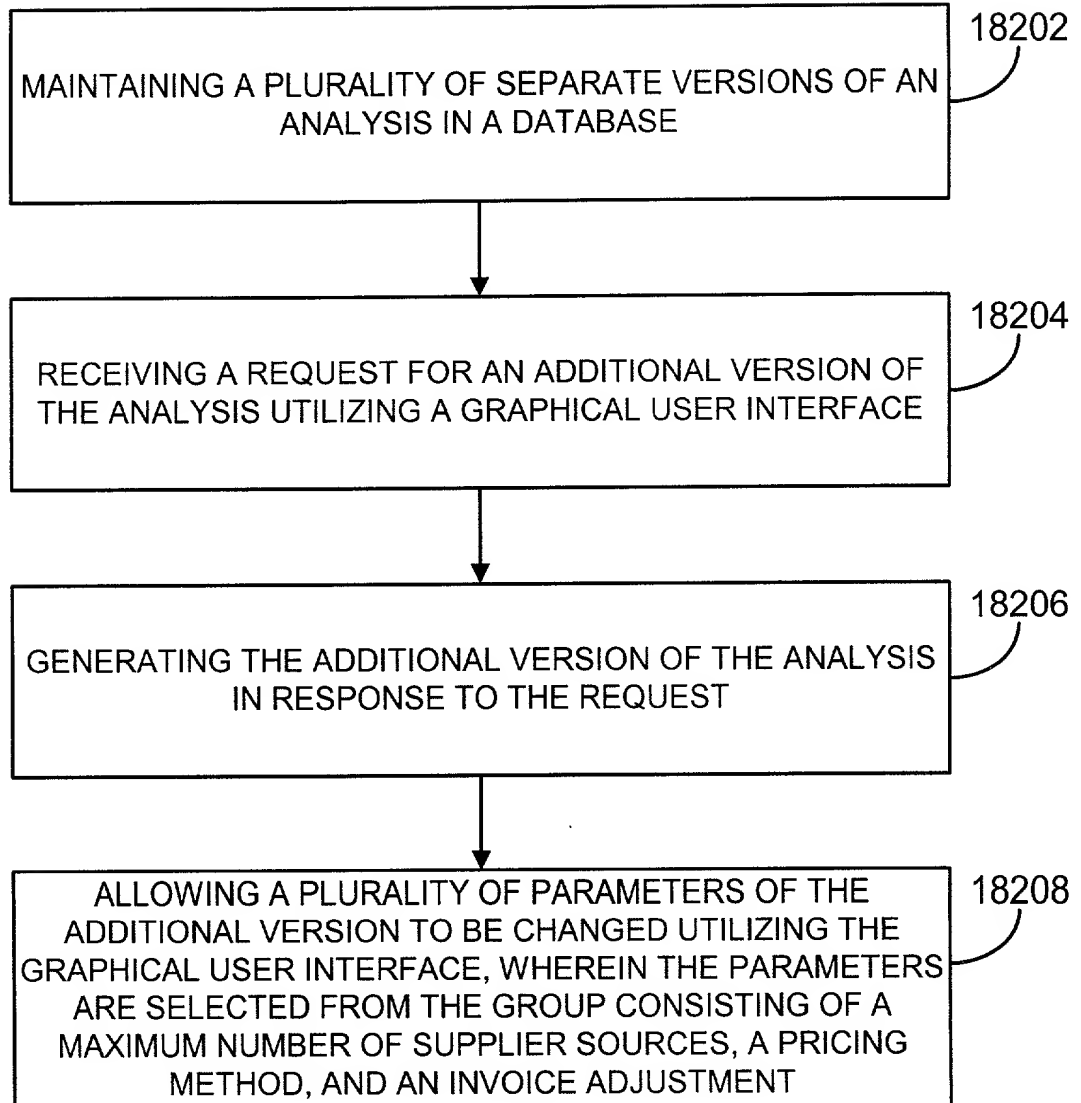 18202
MAINTAINING A PLURALITY OF SEPARATE VERSIONS OF AN
ANALYSIS IN A DATABASE
18204
RECEIVING A REQUEST FOR AN ADDITIONAL VERSION OF
THE ANALYSIS UTILIZING A GRAPHICAL USER INTERFACE
18206
GENERATING THE ADDITIONAL VERSION OF THE ANALYSIS
IN RESPONSE TO THE REQUEST
18208
ALLOWING A PLURALITY OF PARAMETERS OF THE
ADDITIONAL VERSION TO BE CHANGED UTILIZING THE
GRAPHICAL USER INTERFACE, WHEREIN THE PARAMETERS
ARE SELECTED FROM THE GROUP CONSISTING OF A
MAXIMUM NUMBER OF SUPPLIER SOURCES, A PRICING
METHOD, AND AN INVOICE ADJUSTMENT